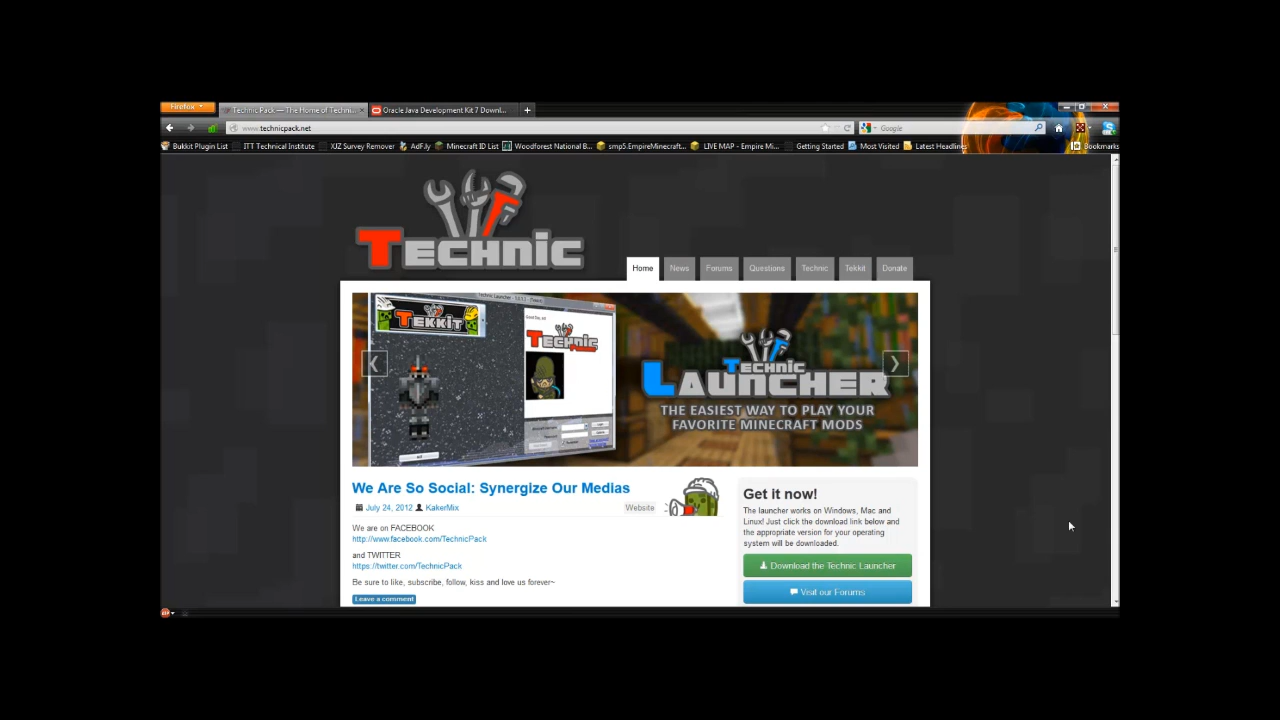 Firefox
Technic Pack — The Home of Techni...
Oracle Java Development Kit 7 Downl...
www.technicpack.net
Google
Bukkit Plugin List
ITT Technical Institute
XJZ Survey Remover
AdF.ly
Minecraft ID List
Woodforest National B...
smp5.EmpireMinecraft...
LIVE MAP - Empire Mi...
Getting Started
Most Visited
Latest Headlines
Bookmarks
TECHNIC
Home
News
Forums
Questions
Technic
Tekkit
Donate
TEKKIT
TECHNIC
TECHNIC
LAUNCHER
THE EASIEST WAY TO PLAY YOUR
FAVORITE MINECRAFT MODS
We Are So Social: Synergize Our Medias
July 24, 2012 KakerMix
Website
We are on FACEBOOK
http://www.facebook.com/TechnicPack
and TWITTER
https://twitter.com/TechnicPack
Be sure to like, subscribe, follow, kiss and love us forever~
Leave a comment
Get it now!
The launcher works on Windows, Mac and
Linux! Just click the download link below and
the appropriate version for your operating
system will be downloaded.
Download the Technic Launcher
Visit our Forums